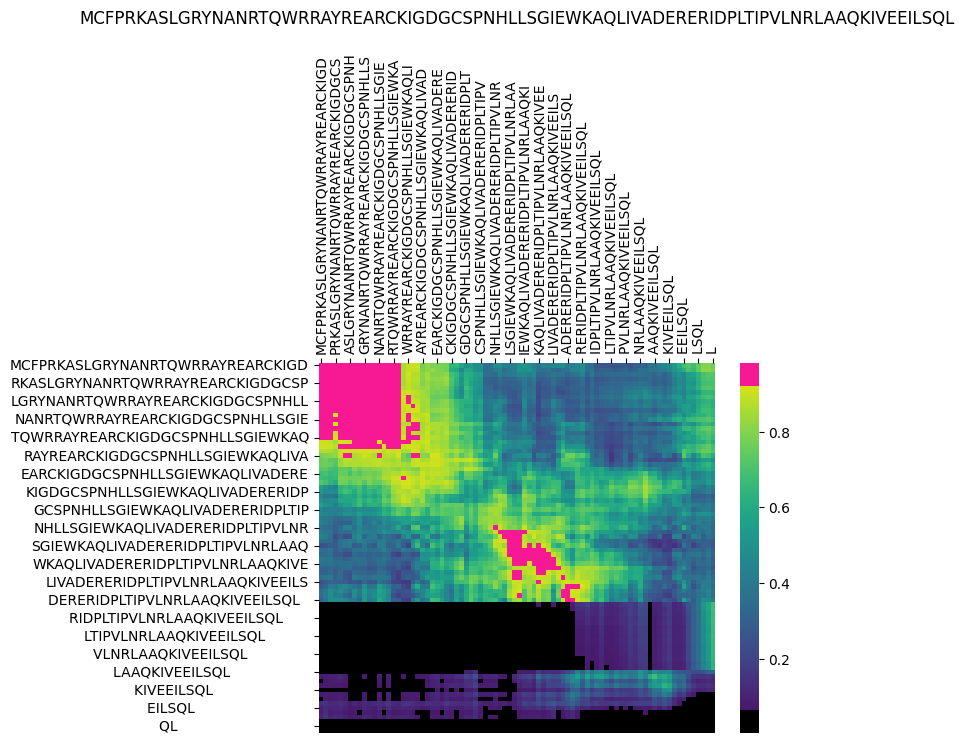 MCFPRKASLGRYNANRTQWRRAYREARCKIGDGCSPNHLLSGIEWKAQLIVADERERIDPLTIPVLNRLAAQKIVEEILSQL
MCFPRKASLGRYNANRTQWRRAYREARCKIGD
PRKASLGRYNANRTQWRRAYREARCKIGDGCS
ASLGRYNANRTQWRRAYREARCKIGDGCSPNH
GRYNANRTQWRRAYREARCKIGDGCSPNHLLS
NANRTQWRRAYREARCKIGDGCSPNHLLSGIE
RTQWRRAYREARCKIGDGCSPNHLLSGIEWKA
WRRAYREARCKIGDGCSPNHLLSGIEWKAQLI
AYREARCKIGDGCSPNHLLSGIEWKAQLIVAD
EARCKIGDGCSPNHLLSGIEWKAQLIVADERE
CKIGDGCSPNHLLSGIEWKAQLIVADERERID
GDGCSPNHLLSGIEWKAQLIVADERERIDPLT
CSPNHLLSGIEWKAQLIVADERERIDPLTIPV
NHLLSGIEWKAQLIVADERERIDPLTIPVLNR
LSGIEWKAQLIVADERERIDPLTIPVLNRLAA
IEWKAQLIVADERERIDPLTIPVLNRLAAQKI
KAQLIVADERERIDPLTIPVLNRLAAQKIVEE
LIVADERERIDPLTIPVLNRLAAQKIVEEILS
ADERERIDPLTIPVLNRLAAQKIVEEILSQL
RERIDPLTIPVLNRLAAQKIVEEILSQL
IDPLTIPVLNRLAAQKIVEEILSQL
LTIPVLNRLAAQKIVEEILSQL
PVLNRLAAQKIVEEILSQL
NRLAAQKIVEEILSQL
AAQKIVEEILSQL
KIVEEILSQL
EEILSQL
LSQL
L
MCFPRKASLGRYNANRTQWRRAYREARCKIGD
RKASLGRYNANRTQWRRAYREARCKIGDGCSP
LGRYNANRTQWRRAYREARCKIGDGCSPNHLL
NANRTQWRRAYREARCKIGDGCSPNHLLSGIE
TQWRRAYREARCKIGDGCSPNHLLSGIEWKAQ
RAYREARCKIGDGCSPNHLLSGIEWKAQLIVA
EARCKIGDGCSPNHLLSGIEWKAQLIVADERE
KIGDGCSPNHLLSGIEWKAQLIVADERERIDP
GCSPNHLLSGIEWKAQLIVADERERIDPLTIP
NHLLSGIEWKAQLIVADERERIDPLTIPVLNR
SGIEWKAQLIVADERERIDPLTIPVLNRLAAQ
WKAQLIVADERERIDPLTIPVLNRLAAQKIVE
LIVADERERIDPLTIPVLNRLAAQKIVEEILS
DERERIDPLTIPVLNRLAAQKIVEEILSQL
RIDPLTIPVLNRLAAQKIVEEILSQL
LTIPVLNRLAAQKIVEEILSQL
VLNRLAAQKIVEEILSQL
LAAQKIVEEILSQL
KIVEEILSQL
EILSQL
QL
0.8
0.6
0.4
0.2